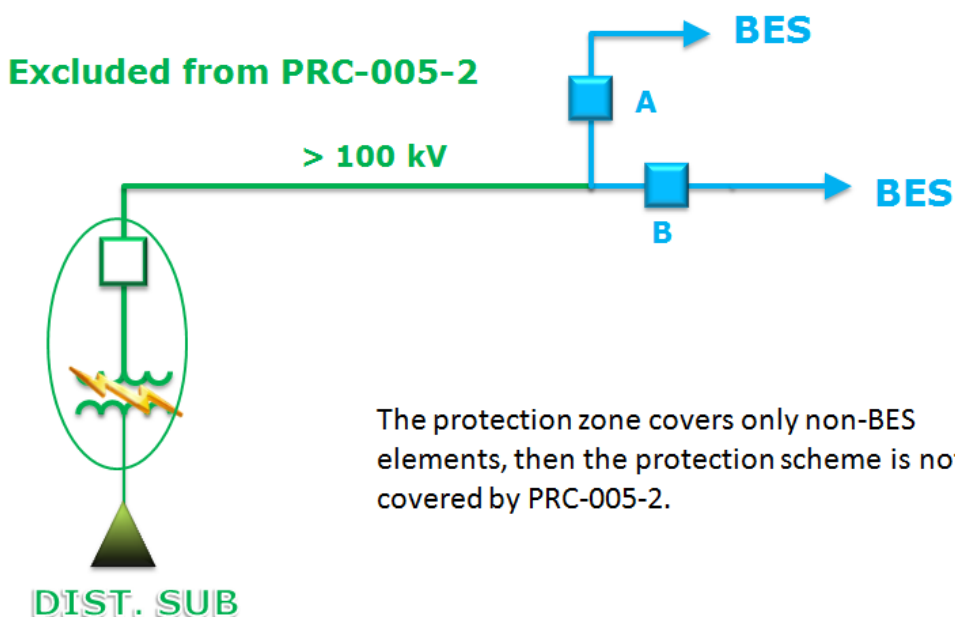 BES
Excluded from PRC-005-2
A
> 100 kV
BES
B
The protection zone covers only non-BES
elements, then the protection scheme is not
covered by PRC-005-2.
DIST. SUB